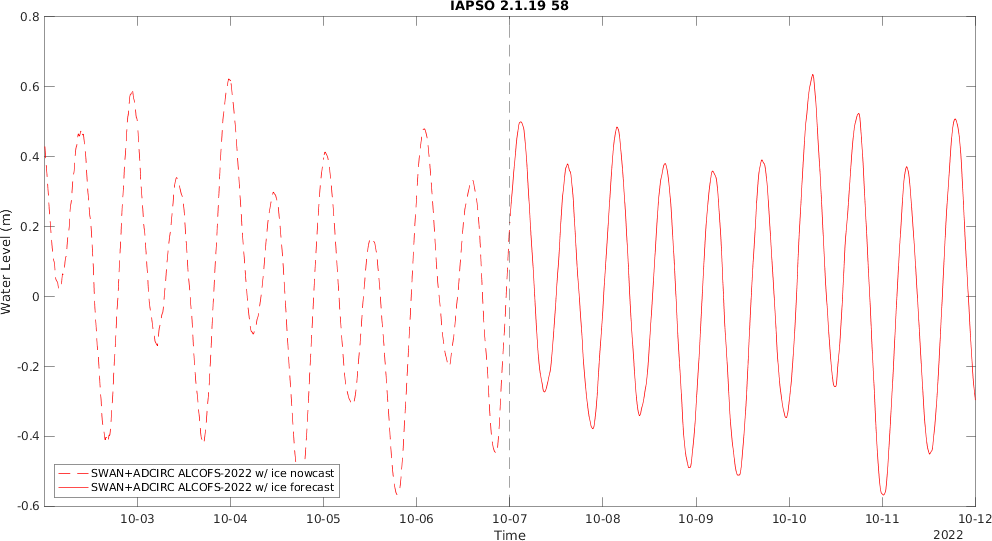 IAPSO 2.1.19 58
0.8
0.6
0.4
0.2
0
-0.2
-0.4
-0.6
Water Level (m)
SWAN+ADCIRC ALCOFS-2022 w/ ice nowcast
SWAN+ADCIRC ALCOFS-2022 w/ ice forecast
10-03 10-04 10-05 10-06 10-07 10-08 10-09 10-10 10-11 10-12
Time
2022